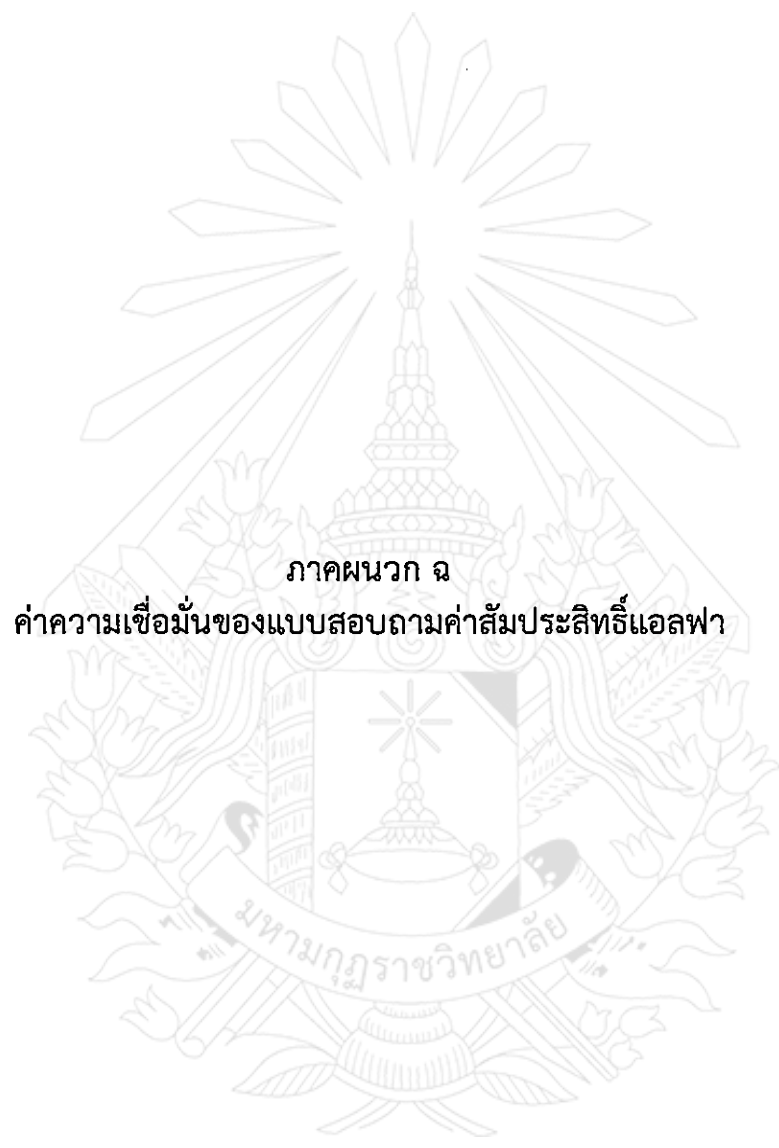 ภาคผนวก ฉ
ค่าความเชื่อมั่นของแบบสอบถามค่าสัมประสิทธิ์แอลฟา
มหามกุฏราชวิทยาลัย